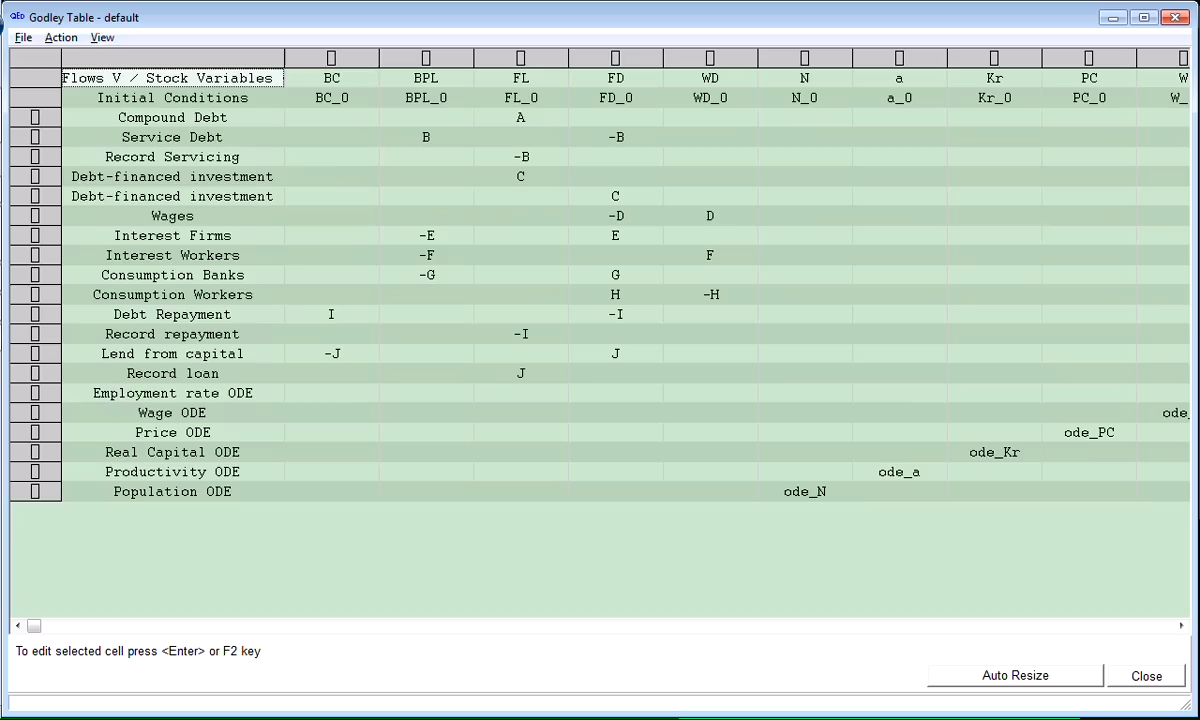 QED Godley Table - default
File Action View
Flows V / Stock Variables BC BPL FL FD WD N a Kr PC W
Initial Conditions BC_0 BPL_0 FL_0 FD_0 WD_0 N_0 a_0 Kr_0 PC_0 W_
Compound Debt A
Service Debt B -B
Record Servicing -B
Debt-financed investment C
Debt-financed investment C
Wages -D D
Interest Firms -E E
Interest Workers -F F
Consumption Banks -G G
Consumption Workers H -H
Debt Repayment I -I
Record repayment -I
Lend from capital -J J
Record loan J
Employment rate ODE
Wage ODE ode_
Price ODE ode_PC
Real Capital ODE ode_Kr
Productivity ODE ode_a
Population ODE ode_N
To edit selected cell press <Enter> or F2 key
Auto Resize Close